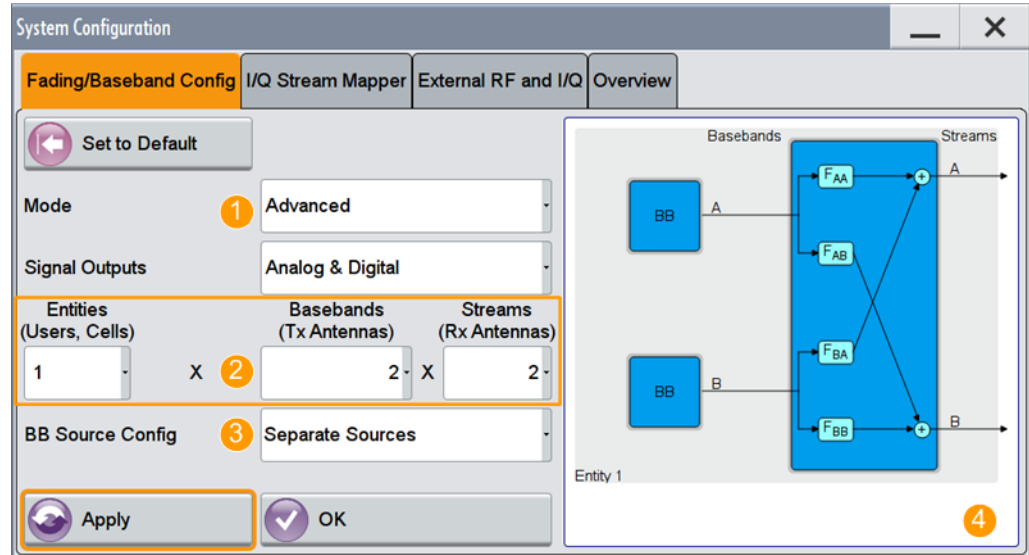 System Configuration
Fading/Baseband Config
I/Q Stream Mapper
External RF and I/Q
Overview
Set to Default
Mode
1
Advanced
Signal Outputs
Analog & Digital
Entities
(Users, Cells)
Basebands
(Tx Antennas)
Streams
(Rx Antennas)
1
X
2
2
X
2
BB Source Config
3
Separate Sources
Apply
OK
Basebands
Streams
BB
A
FAA
FAB
+
A
BB
B
FBA
FBB
+
B
Entity 1
4